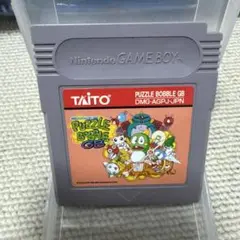 Nintendo GAME BOY
TAITO
PUZZLE BOBBLE GB
DMG-AGPJ-JPN
PUZZLE
BOBBLE
GB